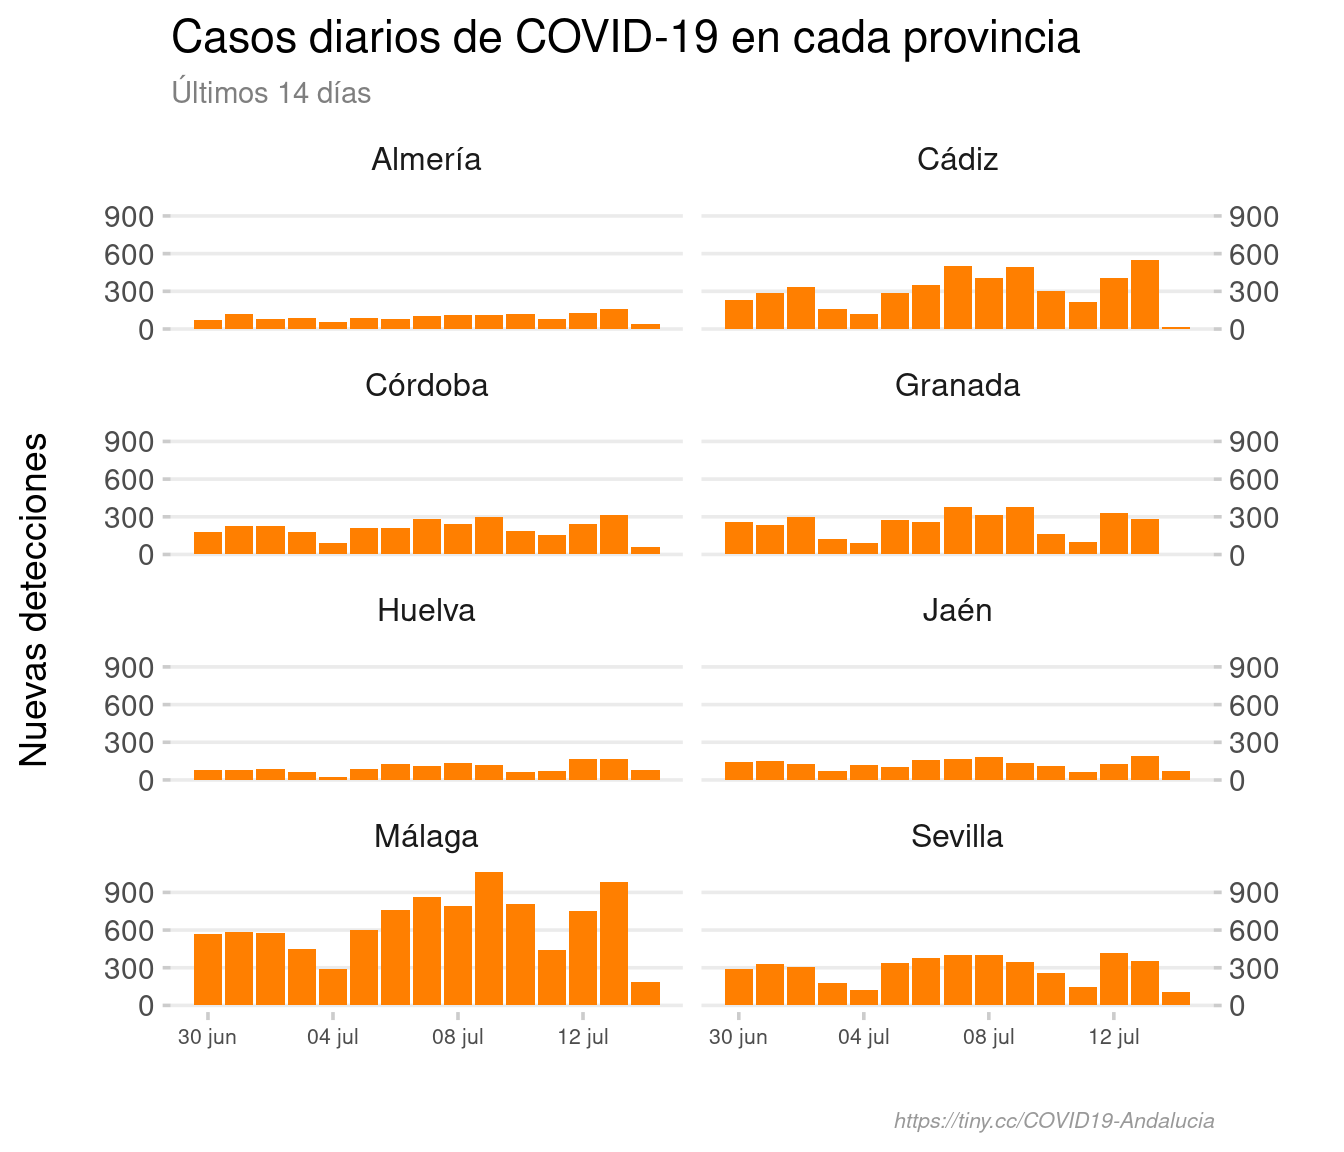 Casos diarios de COVID-19 en cada provincia
Últimos 14 días
Nuevas detecciones
Almería
Cádiz
900
600
300
0
900
600
300
0
Córdoba
Granada
900
600
300
0
900
600
300
0
Huelva
Jaén
900
600
300
0
900
600
300
0
Málaga
Sevilla
900
600
300
0
900
600
300
0
30 jun 04 jul 08 jul 12 jul
30 jun 04 jul 08 jul 12 jul
https://tiny.cc/COVID19-Andalucia